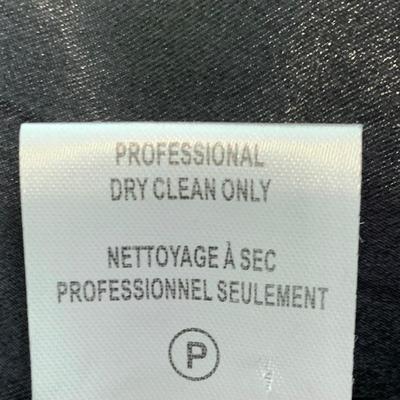 PROFESSIONAL
DRY CLEAN ONLY
NETTOYAGE À SEC
PROFESSIONNEL SEULEMENT
P